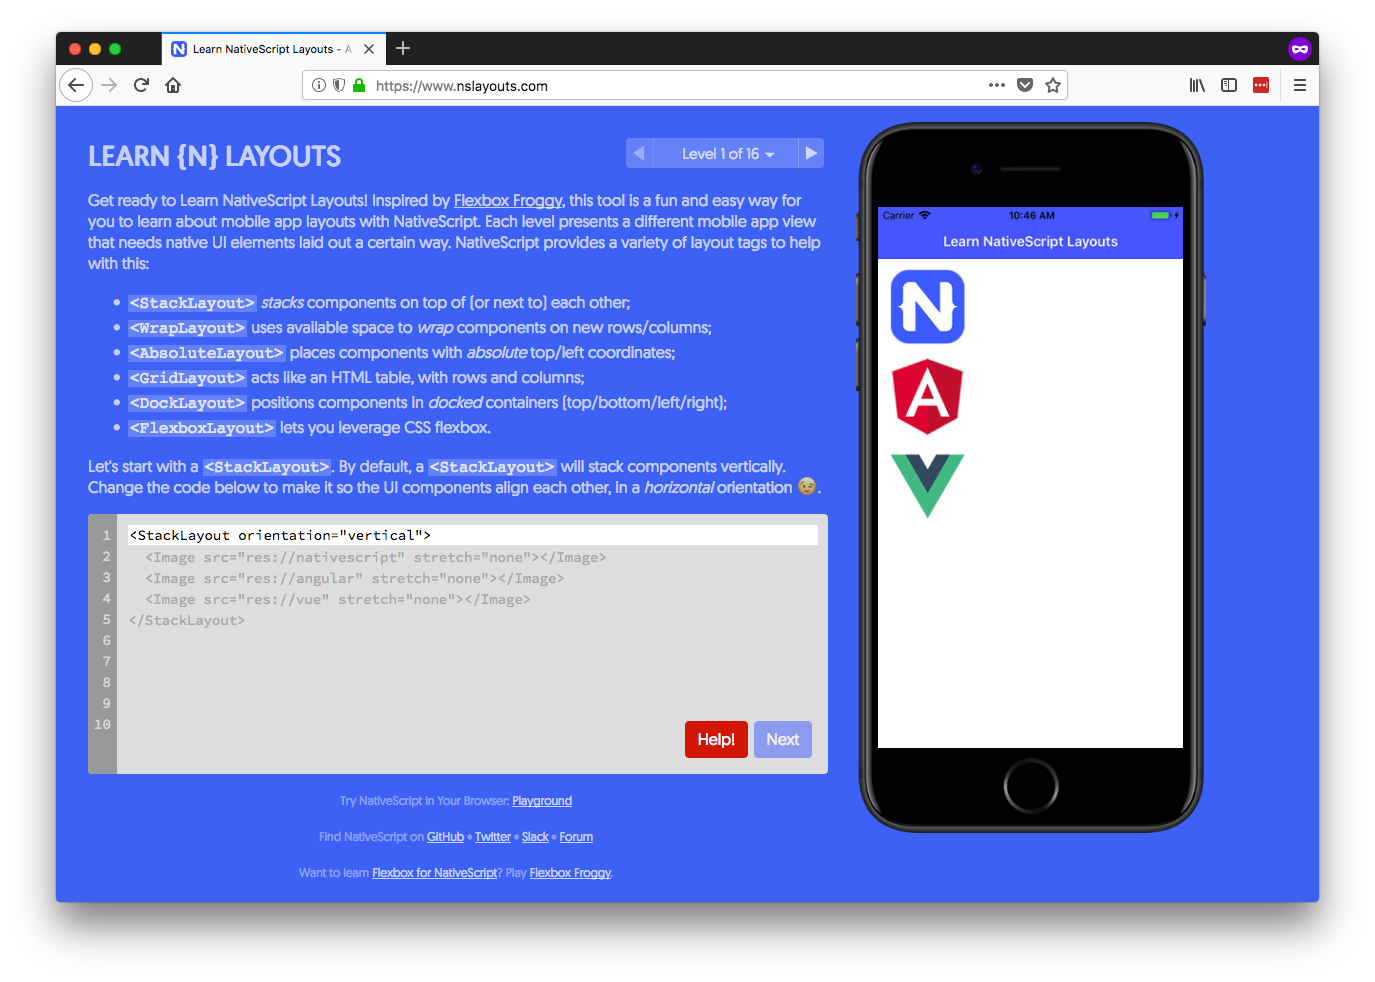 Learn NativeScript Layouts - A
https://www.nslayouts.com
LEARN {N} LAYOUTS
Level 1 of 16
Get ready to Learn NativeScript Layouts! Inspired by Flexbox Froggy, this tool is a fun and easy way for
you to learn about mobile app layouts with NativeScript. Each level presents a different mobile app view
that needs native UI elements laid out a certain way. NativeScript provides a variety of layout tags to help
with this:
• <StackLayout> stacks components on top of (or next to) each other;
• <WrapLayout> uses available space to wrap components on new rows/columns;
• <AbsoluteLayout> places components with absolute top/left coordinates;
• <GridLayout> acts like an HTML table, with rows and columns;
• <DockLayout> positions components in docked containers (top/bottom/left/right);
• <FlexboxLayout> lets you leverage CSS flexbox.
Let's start with a <StackLayout>. By default, a <StackLayout> will stack components vertically.
Change the code below to make it so the UI components align each other, in a horizontal orientation 😉.
1 <StackLayout orientation="vertical">
2 <Image src="res://nativescript" stretch="none"></Image>
3 <Image src="res://angular" stretch="none"></Image>
4 <Image src="res://vue" stretch="none"></Image>
5 </StackLayout>
6
7
8
9
10
Help! Next
Try NativeScript in Your Browser: Playground
Find NativeScript on GitHub • Twitter • Slack • Forum
Want to learn Flexbox for NativeScript? Play Flexbox Froggy.
Carrier 10:46 AM
Learn NativeScript Layouts
N
A